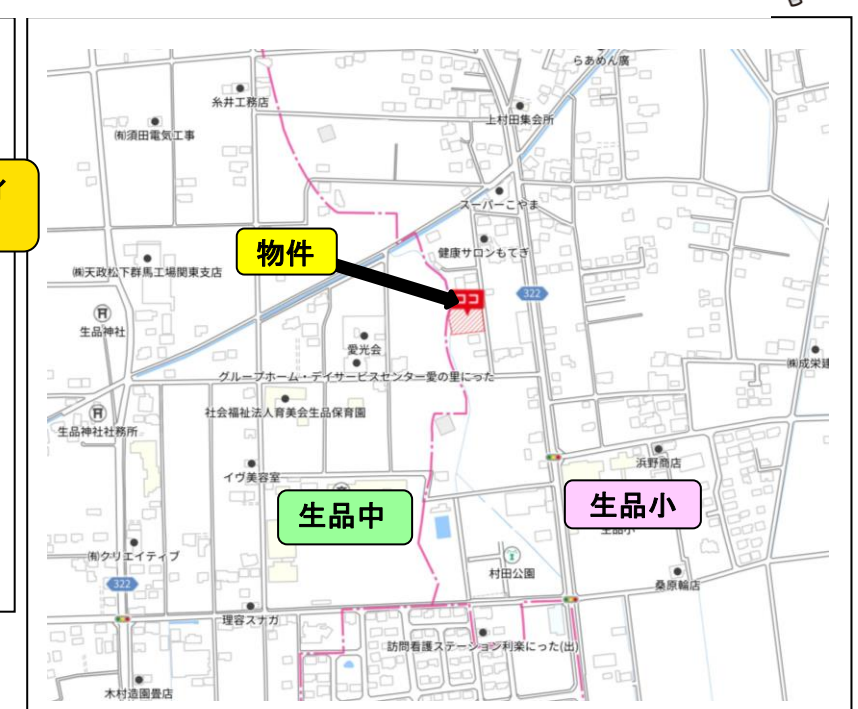 らあめん廣
糸井工務店
上村田集会所
㈲須田電気工事
スーパーこやま
物件
健康サロンもてぎ
㈱天政松下群馬工場関東支店
ココ
322
生品神社
愛光会
㈱成栄建
グループホーム・デイサービスセンター愛の里にった
社会福祉法人育美会生品保育園
生品神社社務所
浜野商店
イヴ美容室
生品中
生品小
生品小
㈲クリエイティブ
村田公園
322
桑原輪店
理容スナガ
訪問看護ステーション利楽にった(出)
木村造園畳店